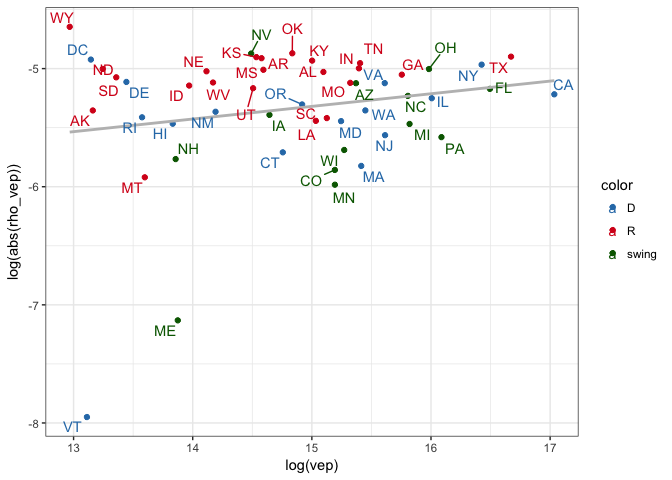 WY
OK
NV
OH
DC
KS
KY
TN
NE
IN
ND
MS
AR
AL
GA
TX
NY
VA
CA
SD
DE
ID
WV
MO
AZ
FL
UT
OR
NC
IL
AK
RI
HI
NM
IA
SC
LA
MD
WA
MI
NJ
PA
NH
CT
WI
MA
MT
CO
MN
ME
VT
-5
-6
-7
-8
13
14
15
16
17
log(vep)
log(abs(rho_vep))
color
a D
a R
a swing